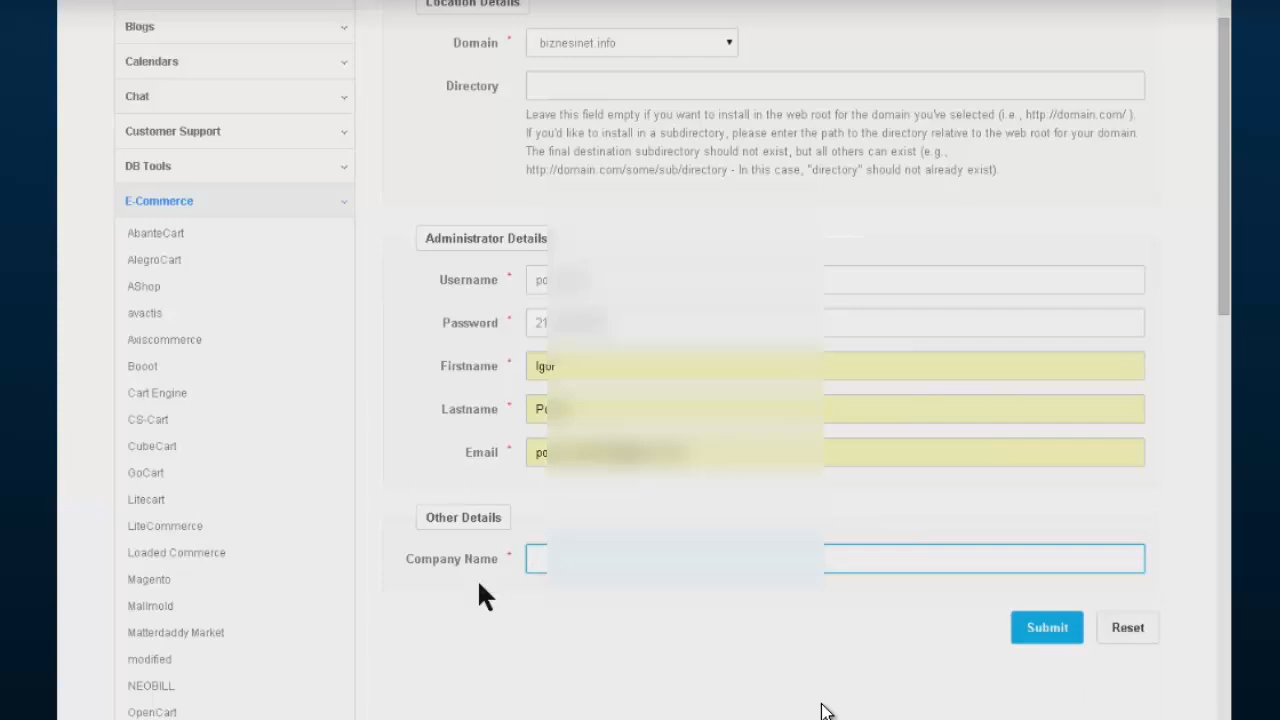 Blogs
Calendars
Chat
Customer Support
DB Tools
E-Commerce
AbanteCart
AlegroCart
AShop
avactis
Axiscommerce
Booot
Cart Engine
CS-Cart
CubeCart
GoCart
Litecart
LiteCommerce
Loaded Commerce
Magento
Mallmold
Matterdaddy Market
modified
NEOBILL
OpenCart
Location Details
Domain *
biznesinet.info
Directory
Leave this field empty if you want to install in the web root for the domain you've selected (i.e., http://domain.com/ ).
If you'd like to install in a subdirectory, please enter the path to the directory relative to the web root for your domain.
The final destination subdirectory should not exist, but all others can exist (e.g.,
http://domain.com/some/sub/directory - In this case, "directory" should not already exist).
Administrator Details
Username *
Password *
Firstname *
Igor
Lastname *
Email *
Other Details
Company Name *
Submit
Reset